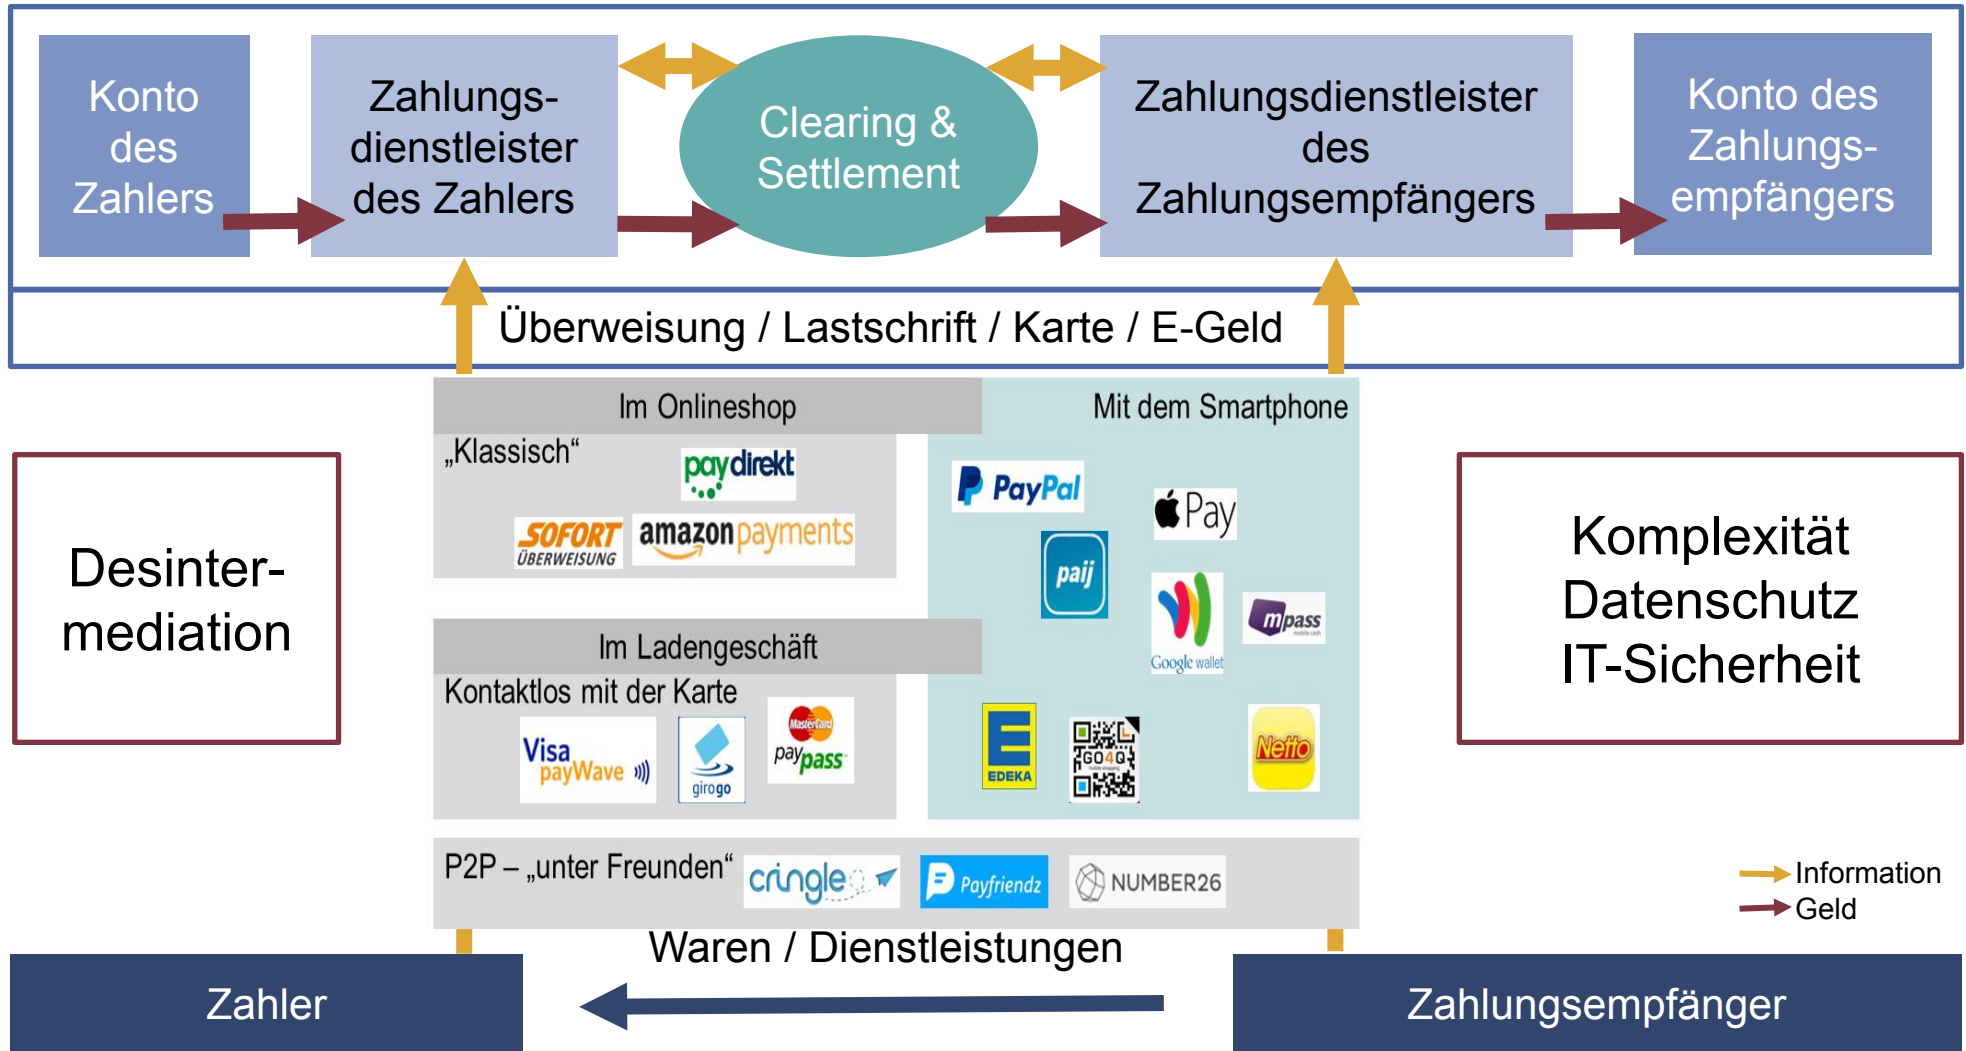 Konto
des
Zahlers
Zahlungs-
dienstleister
des Zahlers
Clearing &
Settlement
Zahlungsdienstleister
des
Zahlungsempfängers
Konto des
Zahlungs-
empfängers
Überweisung / Lastschrift / Karte / E-Geld
Im Onlineshop
Mit dem Smartphone
„Klassisch“
paydirekt
SOFORT
ÜBERWEISUNG
amazon payments
PayPal
Pay
paij
Google wallet
mpass
mobile cash
Desinter-
mediation
Komplexität
Datenschutz
IT-Sicherheit
Im Ladengeschäft
Kontaktlos mit der Karte
Visa
payWave
girogo
MasterCard
paypass
EDEKA
GO4Q
Netto
P2P – „unter Freunden“
cringle
Payfriendz
NUMBER26
Information
Geld
Waren / Dienstleistungen
Zahler
Zahlungsempfänger